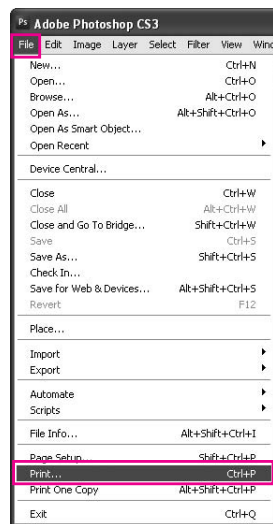 Ps Adobe Photoshop CS3
File Edit Image Layer Select Filter View Wind
New... Ctrl+N
Open... Ctrl+O
Browse... Alt+Ctrl+O
Open As... Alt+Shift+Ctrl+O
Open As Smart Object...
Open Recent
Device Central...
Close Ctrl+W
Close All Alt+Ctrl+W
Close and Go To Bridge... Shift+Ctrl+W
Save Ctrl+S
Save As... Shift+Ctrl+S
Check In...
Save for Web & Devices... Alt+Shift+Ctrl+S
Revert F12
Place...
Import
Export
Automate
Scripts
File Info... Alt+Shift+Ctrl+I
Page Setup... Shift+Ctrl+P
Print... Ctrl+P
Print One Copy Alt+Shift+Ctrl+P
Exit Ctrl+Q